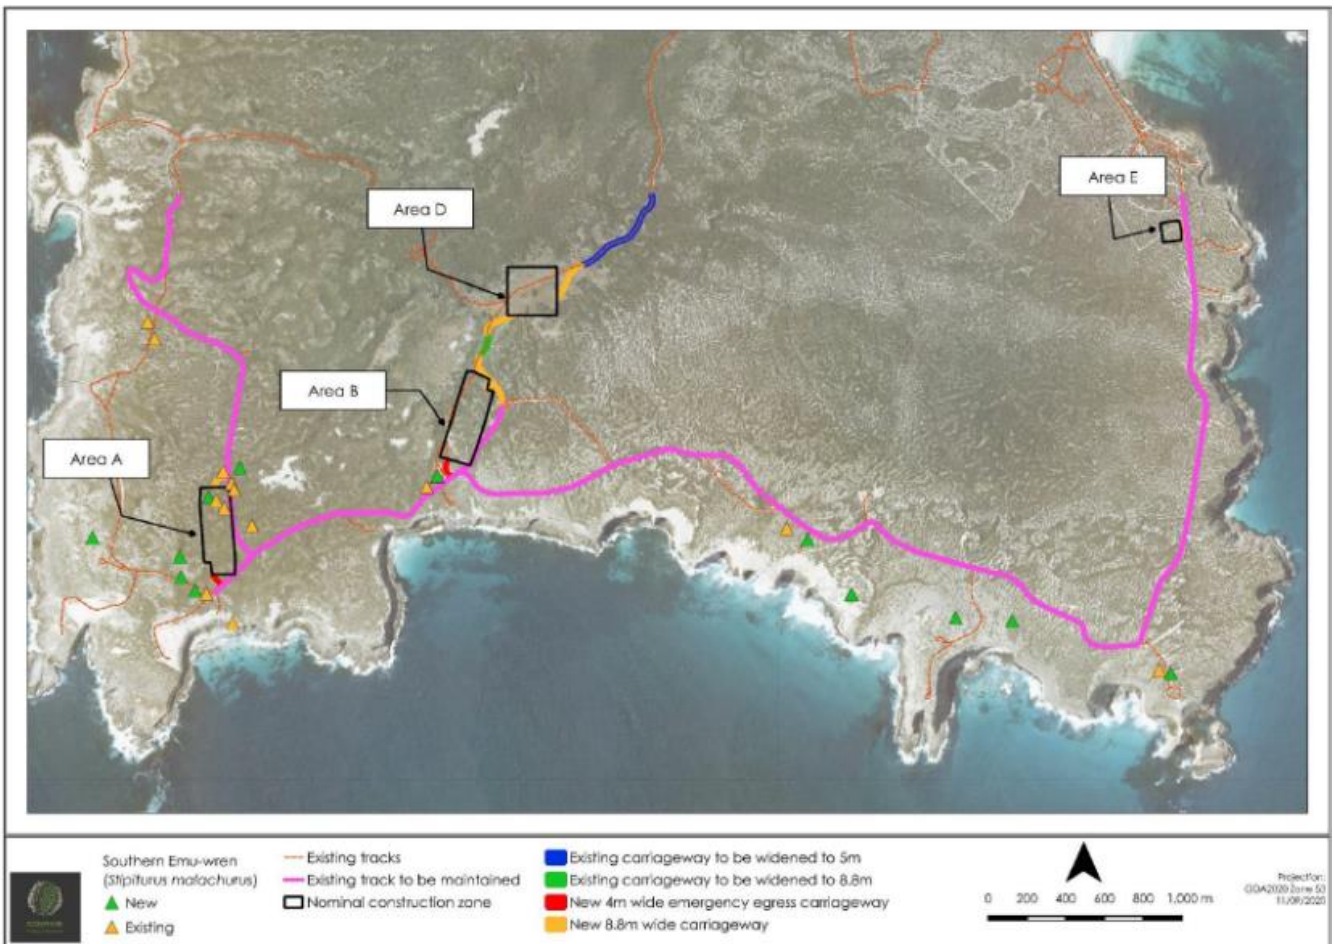 Area E
Area D
Area B
Area A
Southern Emu-wren
(Stipiturus malachurus)
New
Existing
Existing tracks
Existing track to be maintained
Nominal construction zone
Existing carriageway to be widened to 5m
Existing carriageway to be widened to 8.8m
New 4m wide emergency egress carriageway
New 8.8m wide carriageway
0 200 400 600 800 1,000 m
Projection:
GDA2020 Zone 53
11/09/2020